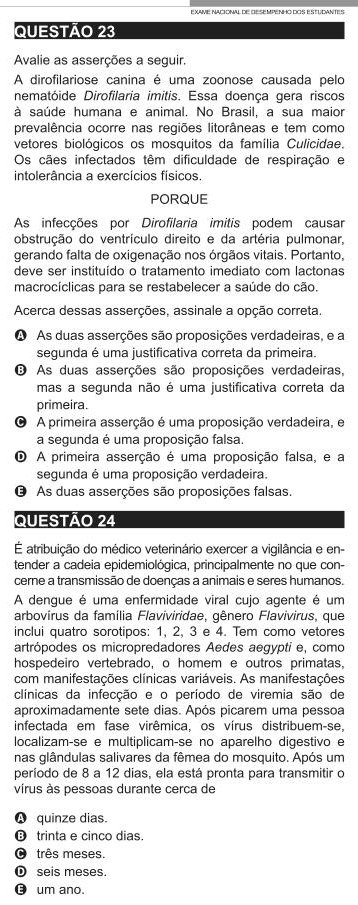 EXAME NACIONAL DE DESEMPENHO DOS ESTUDANTES
QUESTÃO 23
Avalie as asserções a seguir.
A dirofilariose canina é uma zoonose causada pelo
nematóide Dirofilaria imitis. Essa doença gera riscos
à saúde humana e animal. No Brasil, a sua maior
prevalência ocorre nas regiões litorâneas e tem como
vetores biológicos os mosquitos da família Culicidae.
Os cães infectados têm dificuldade de respiração e
intolerância a exercícios físicos.
PORQUE
As infecções por Dirofilaria imitis podem causar
obstrução do ventrículo direito e da artéria pulmonar,
gerando falta de oxigenação nos órgãos vitais. Portanto,
deve ser instituído o tratamento imediato com lactonas
macrocíclicas para se restabelecer a saúde do cão.
Acerca dessas asserções, assinale a opção correta.
A As duas asserções são proposições verdadeiras, e a
segunda é uma justificativa correta da primeira.
B As duas asserções são proposições verdadeiras,
mas a segunda não é uma justificativa correta da
primeira.
C A primeira asserção é uma proposição verdadeira, e
a segunda é uma proposição falsa.
D A primeira asserção é uma proposição falsa, e a
segunda é uma proposição verdadeira.
E As duas asserções são proposições falsas.
QUESTÃO 24
É atribuição do médico veterinário exercer a vigilância e en-
tender a cadeia epidemiológica, principalmente no que con-
cerne a transmissão de doenças a animais e seres humanos.
A dengue é uma enfermidade viral cujo agente é um
arbovírus da família Flaviviridae, gênero Flavivirus, que
inclui quatro sorotipos: 1, 2, 3 e 4. Tem como vetores
artrópodes os micropredadores Aedes aegypti e, como
hospedeiro vertebrado, o homem e outros primatas,
com manifestações clínicas variáveis. As manifestações
clínicas da infecção e o período de viremia são de
aproximadamente sete dias. Após picarem uma pessoa
infectada em fase virêmica, os vírus distribuem-se,
localizam-se e multiplicam-se no aparelho digestivo e
nas glândulas salivares da fêmea do mosquito. Após um
período de 8 a 12 dias, ela está pronta para transmitir o
vírus às pessoas durante cerca de
A quinze dias.
B trinta e cinco dias.
C três meses.
D seis meses.
E um ano.